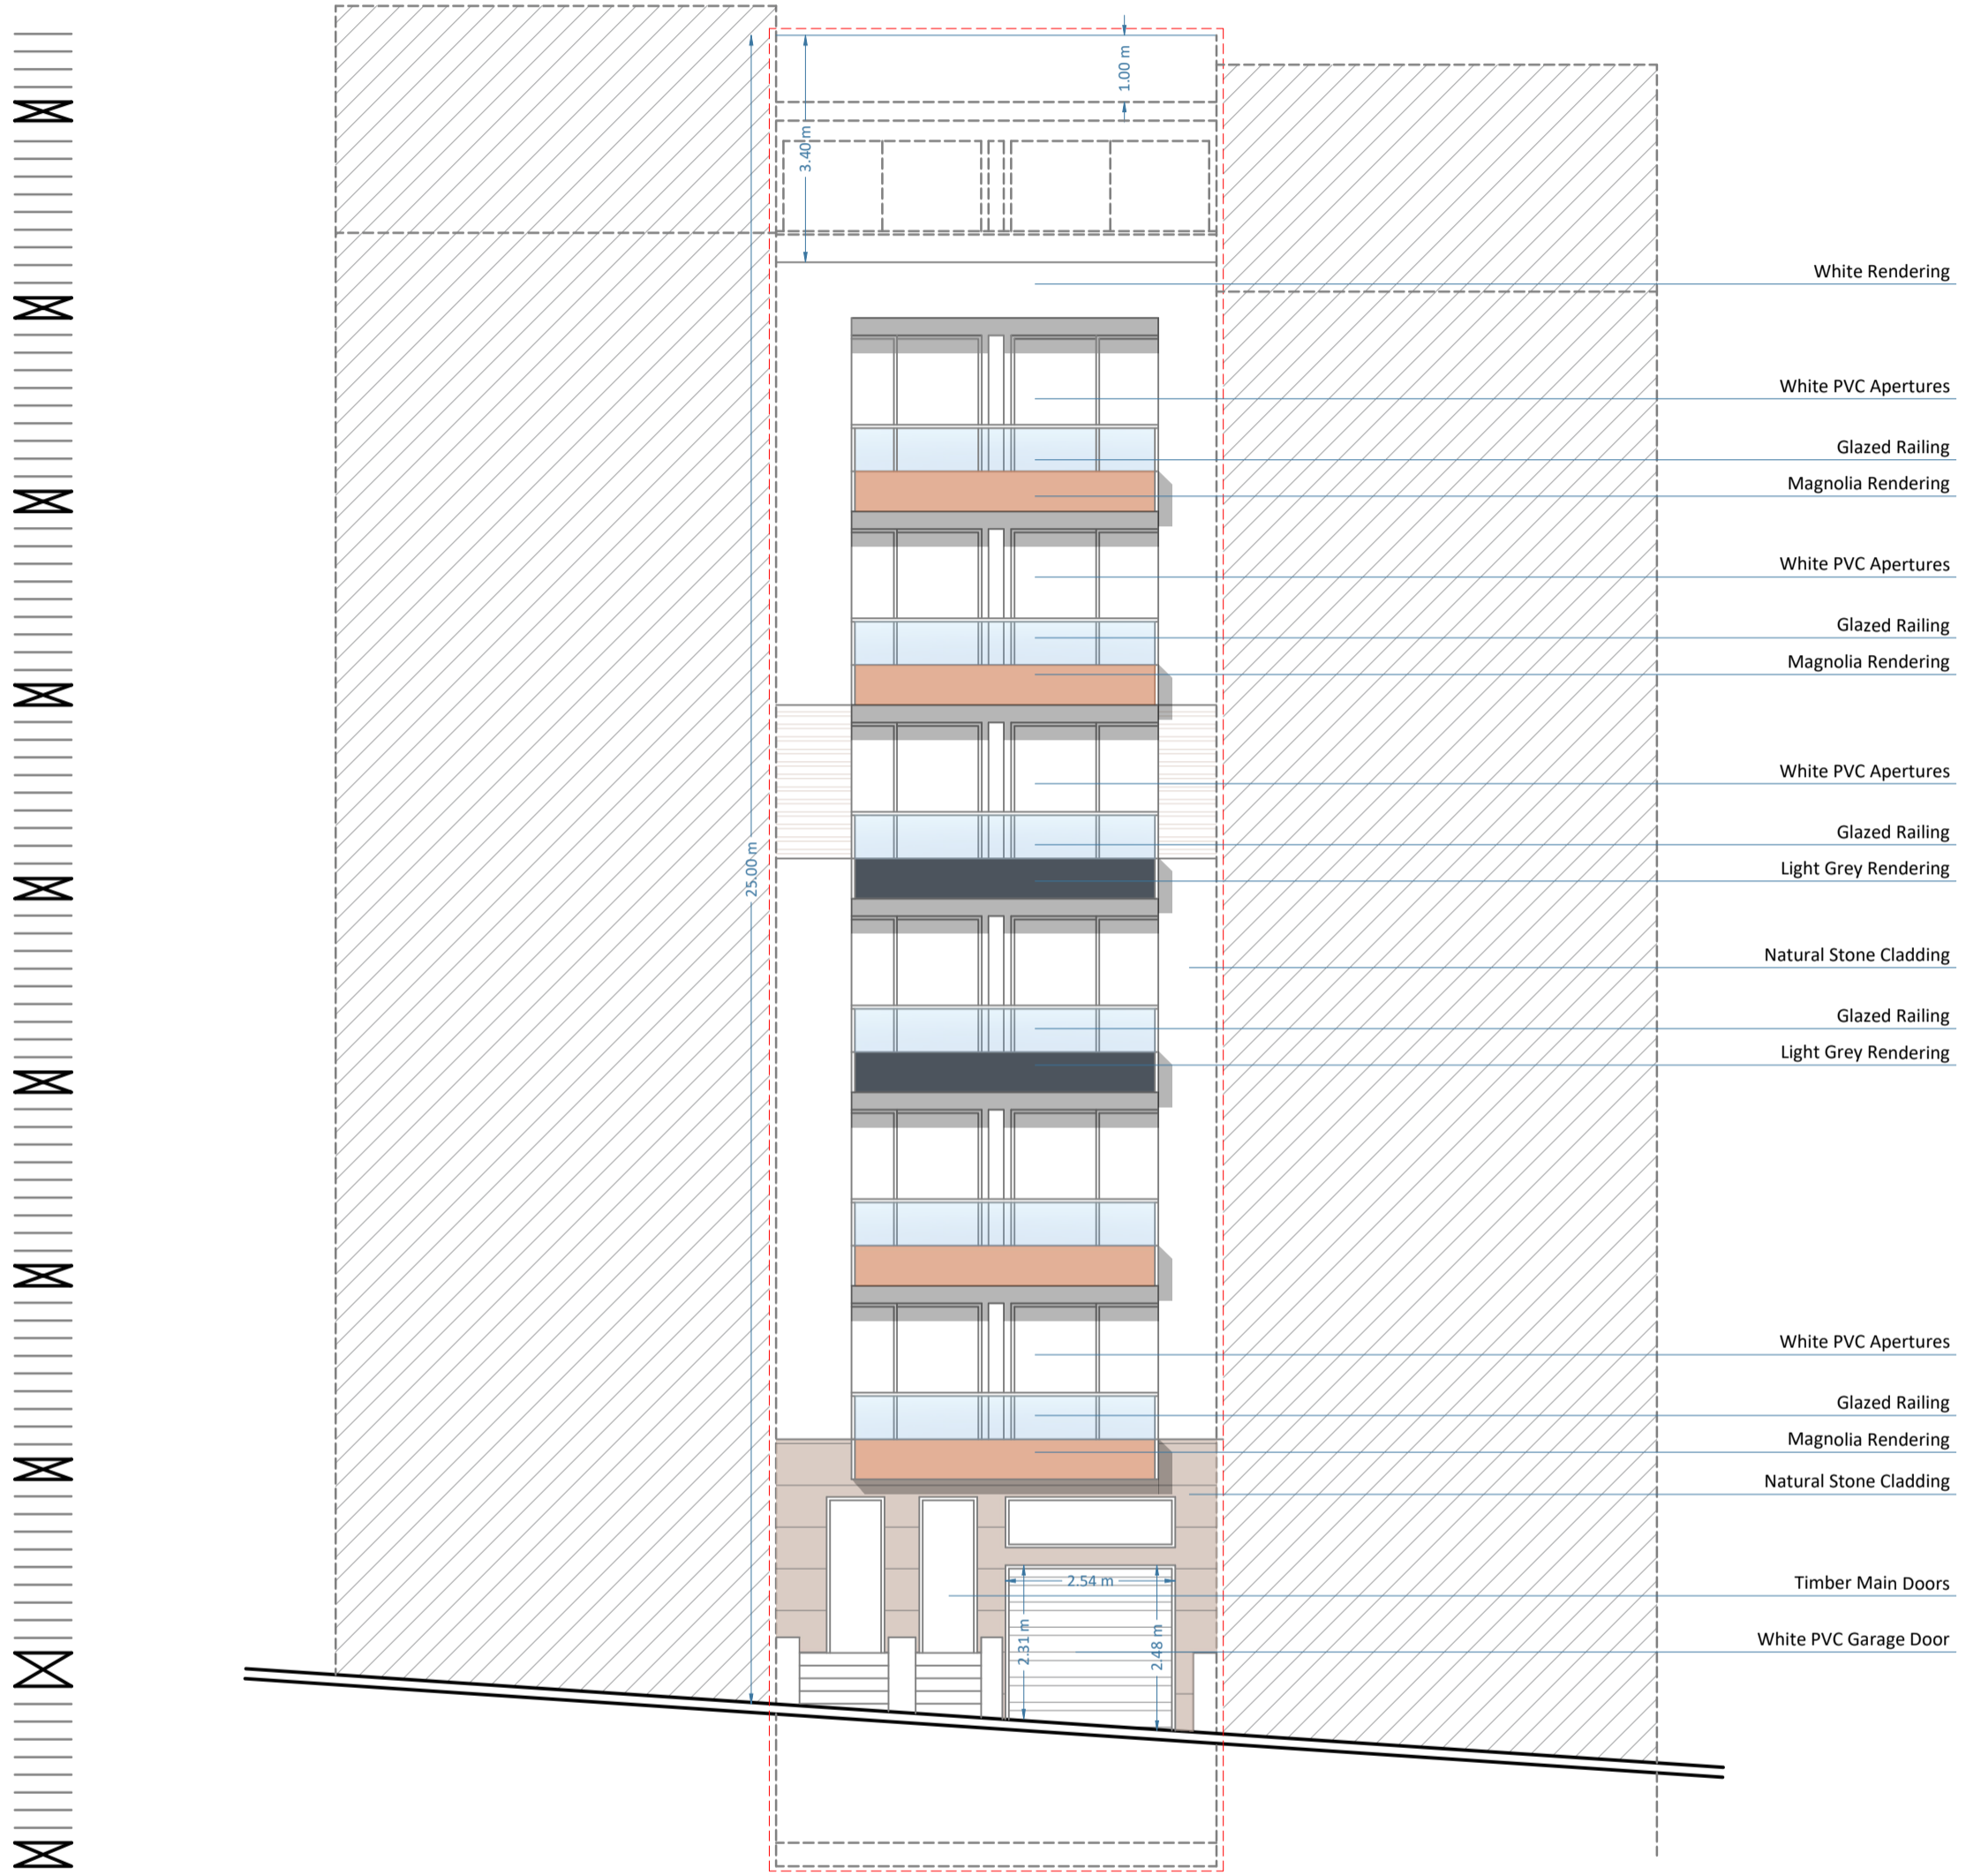 1.00 m
3.40 m
White Rendering
White PVC Apertures
Glazed Railing
Magnolia Rendering
White PVC Apertures
Glazed Railing
Magnolia Rendering
White PVC Apertures
Glazed Railing
25.00 m
Light Grey Rendering
Natural Stone Cladding
Glazed Railing
Light Grey Rendering
White PVC Apertures
Glazed Railing
Magnolia Rendering
Natural Stone Cladding
2.54 m
Timber Main Doors
2.31 m
2.48 m
White PVC Garage Door